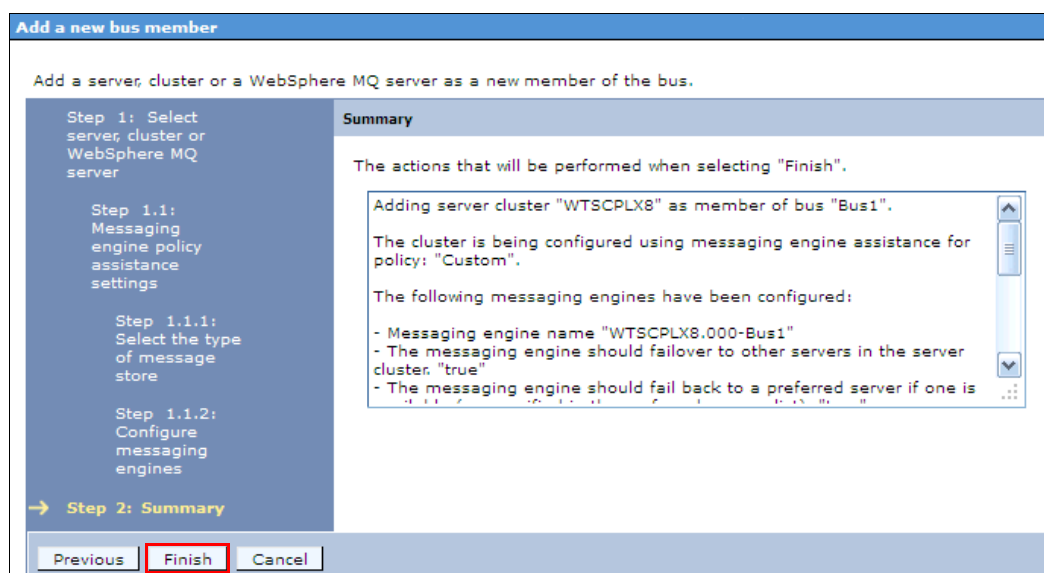 Add a new bus member
Add a server, cluster or a WebSphere MQ server as a new member of the bus.
Step 1: Select
server, cluster or
WebSphere MQ
server
Step 1.1:
Messaging
engine policy
assistance
settings
Step 1.1.1:
Select the type
of message
store
Step 1.1.2:
Configure
messaging
engines
Step 2: Summary
Summary
The actions that will be performed when selecting "Finish".
Adding server cluster "WTSCPLX8" as member of bus "Bus1".
The cluster is being configured using messaging engine assistance for
policy: "Custom".
The following messaging engines have been configured:
- Messaging engine name "WTSCPLX8.000-Bus1"
- The messaging engine should failover to other servers in the server
cluster. "true"
- The messaging engine should fail back to a preferred server if one is
Previous Finish Cancel